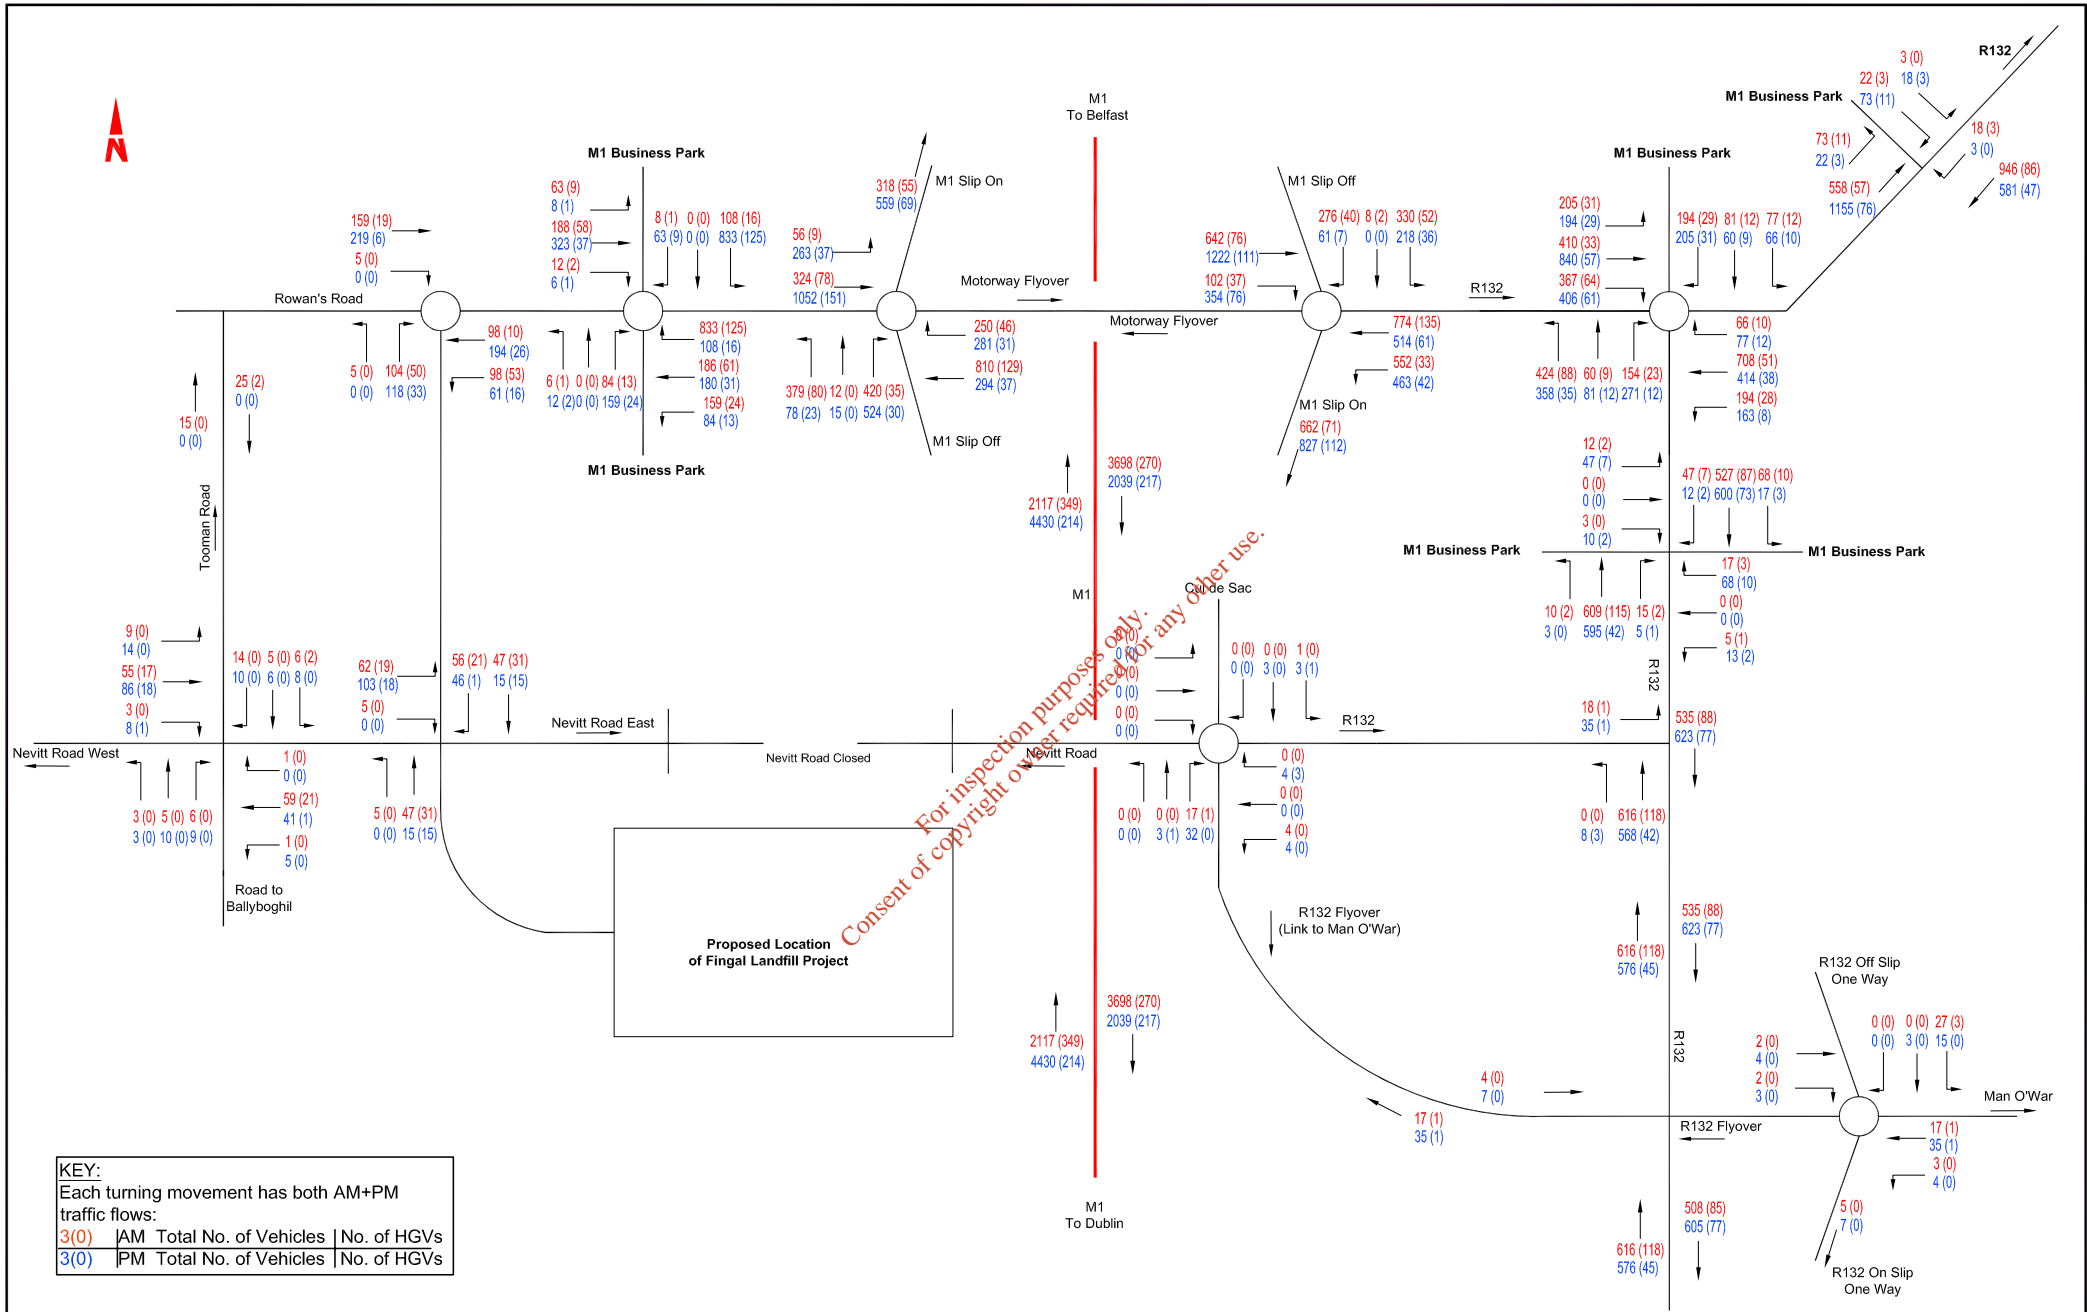 R132
3 (0)
22 (3) 18 (3)
73 (11)
M1 Business Park
18 (3)
3 (0)
73 (11)
22 (3)
946 (86)
581 (47)
558 (57)
1155 (76)
M1
To Belfast
N
M1 Business Park
63 (9)
8 (1)
188 (58)
323 (37)
12 (2)
6 (1)
8 (1) 0 (0) 108 (16)
63 (9) 0 (0) 833 (125)
318 (55)
559 (69)
M1 Slip On
56 (9)
263 (37)
324 (78)
1052 (151)
159 (19)
219 (6)
5 (0)
0 (0)
Rowan's Road
Motorway Flyover
Motorway Flyover
M1 Slip Off
642 (76)
1222 (111)
102 (37)
354 (76)
276 (40) 8 (2) 330 (52)
61 (7) 0 (0) 218 (36)
R132
M1 Business Park
205 (31)
194 (29)
410 (33)
840 (57)
367 (64)
406 (61)
194 (29) 81 (12) 77 (12)
205 (31) 60 (9) 66 (10)
98 (10)
194 (26)
98 (53)
61 (16)
5 (0) 104 (50)
0 (0) 118 (33)
6 (1) 0 (0) 84 (13)
12 (2) 0 (0) 159 (24)
833 (125)
108 (16)
186 (61)
180 (31)
159 (24)
84 (13)
M1 Business Park
379 (80) 12 (0) 420 (35)
78 (23) 15 (0) 524 (30)
250 (46)
281 (31)
810 (129)
294 (37)
M1 Slip Off
774 (135)
514 (61)
552 (33)
463 (42)
M1 Slip On
662 (71)
827 (112)
424 (88) 60 (9) 154 (23)
358 (35) 81 (12) 271 (12)
66 (10)
77 (12)
708 (51)
414 (38)
194 (28)
163 (8)
15 (0)
0 (0)
25 (2)
0 (0)
Tooman Road
3698 (270)
2039 (217)
2117 (349)
4430 (214)
M1
12 (2)
47 (7)
0 (0)
0 (0)
3 (0)
10 (2)
47 (7) 527 (87) 68 (10)
12 (2) 600 (73) 17 (3)
M1 Business Park
M1 Business Park
10 (2) 609 (115) 15 (2)
3 (0) 595 (42) 5 (1)
17 (3)
68 (10)
0 (0)
0 (0)
5 (1)
13 (2)
R132
9 (0)
14 (0)
55 (17)
86 (18)
3 (0)
8 (1)
14 (0) 5 (0) 6 (2)
10 (0) 6 (0) 8 (0)
62 (19)
103 (18)
5 (0)
0 (0)
56 (21) 47 (31)
46 (1) 15 (15)
Nevitt Road East
Nevitt Road West
Nevitt Road Closed
Nevitt Road
Cul de Sac
0 (0)
0 (0)
0 (0)
0 (0)
0 (0)
0 (0)
0 (0) 0 (0) 1 (0)
0 (0) 3 (0) 3 (1)
R132
18 (1)
35 (1)
535 (88)
623 (77)
3 (0) 5 (0) 6 (0)
3 (0) 10 (0) 9 (0)
1 (0)
0 (0)
59 (21)
41 (1)
1 (0)
5 (0)
Road to
Ballyboghil
5 (0) 47 (31)
0 (0) 15 (15)
0 (0) 0 (0) 17 (1)
0 (0) 3 (1) 32 (0)
0 (0)
4 (3)
0 (0)
0 (0)
4 (0)
4 (0)
0 (0) 616 (118)
8 (3) 568 (42)
Proposed Location
of Fingal Landfill Project
For inspection purposes only.
Consent of copyright owner required for any other use.
R132 Flyover
(Link to Man O'War)
535 (88)
623 (77)
616 (118)
576 (45)
R132
3698 (270)
2039 (217)
2117 (349)
4430 (214)
R132 Off Slip
One Way
2 (0)
4 (0)
2 (0)
3 (0)
0 (0) 0 (0) 27 (3)
0 (0) 3 (0) 15 (0)
Man O'War
4 (0)
7 (0)
17 (1)
35 (1)
R132 Flyover
17 (1)
35 (1)
3 (0)
4 (0)
5 (0)
7 (0)
R132 On Slip
One Way
M1
To Dublin
508 (85)
605 (77)
616 (118)
576 (45)
KEY:
Each turning movement has both AM+PM
traffic flows:
3(0) AM Total No. of Vehicles No. of HGVs
3(0) PM Total No. of Vehicles No. of HGVs